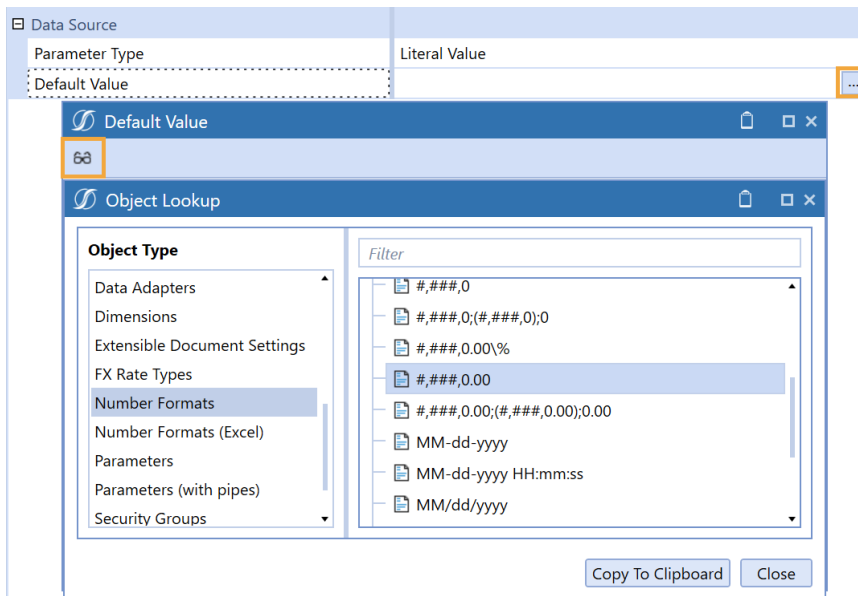 Data Source
Parameter Type Literal Value
Default Value ...
Default Value
Object Lookup
Object Type
Filter
Data Adapters
Dimensions
Extensible Document Settings
FX Rate Types
Number Formats
Number Formats (Excel)
Parameters
Parameters (with pipes)
Security Groups
#,###,0
#,###,0;(#,###,0);0
#,###,0.00\%
#,###,0.00
#,###,0.00;(#,###,0.00);0.00
MM-dd-yyyy
MM-dd-yyyy HH:mm:ss
MM/dd/yyyy
Copy To Clipboard Close